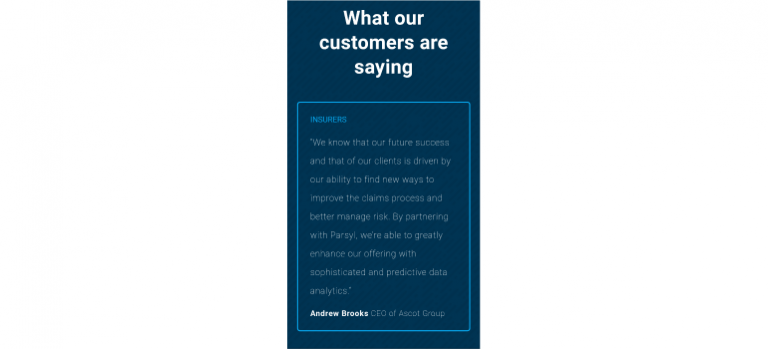 What our
customers are
saying
INSURERS
"We know that our future success
and that of our clients is driven by
our ability to find new ways to
improve the claims process and
better manage risk. By partnering
with Parsyl, we're able to greatly
enhance our offering with
sophisticated and predictive data
analytics."
Andrew Brooks CEO of Ascot Group